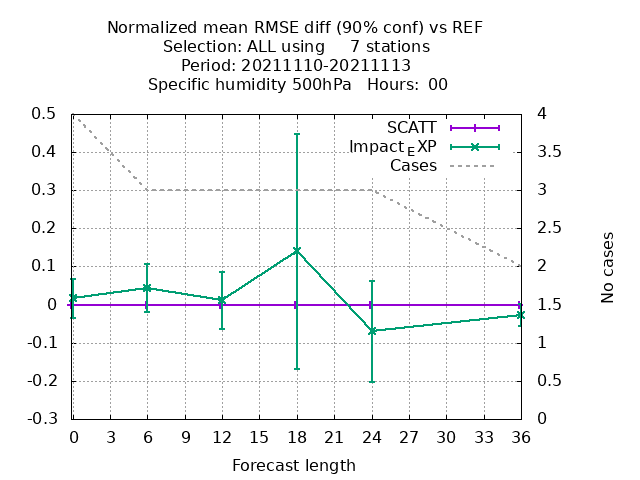 Normalized mean RMSE diff (90% conf) vs REF
Selection: ALL using     7 stations
Period: 20211110-20211113
Specific humidity 500hPa   Hours:  00
SCATT
Impact_EXP
Cases
0.5
0.4
0.3
0.2
0.1
0
-0.1
-0.2
-0.3
4
3.5
3
2.5
2
1.5
1
0.5
0
No cases
0 3 6 9 12 15 18 21 24 27 30 33 36
Forecast length